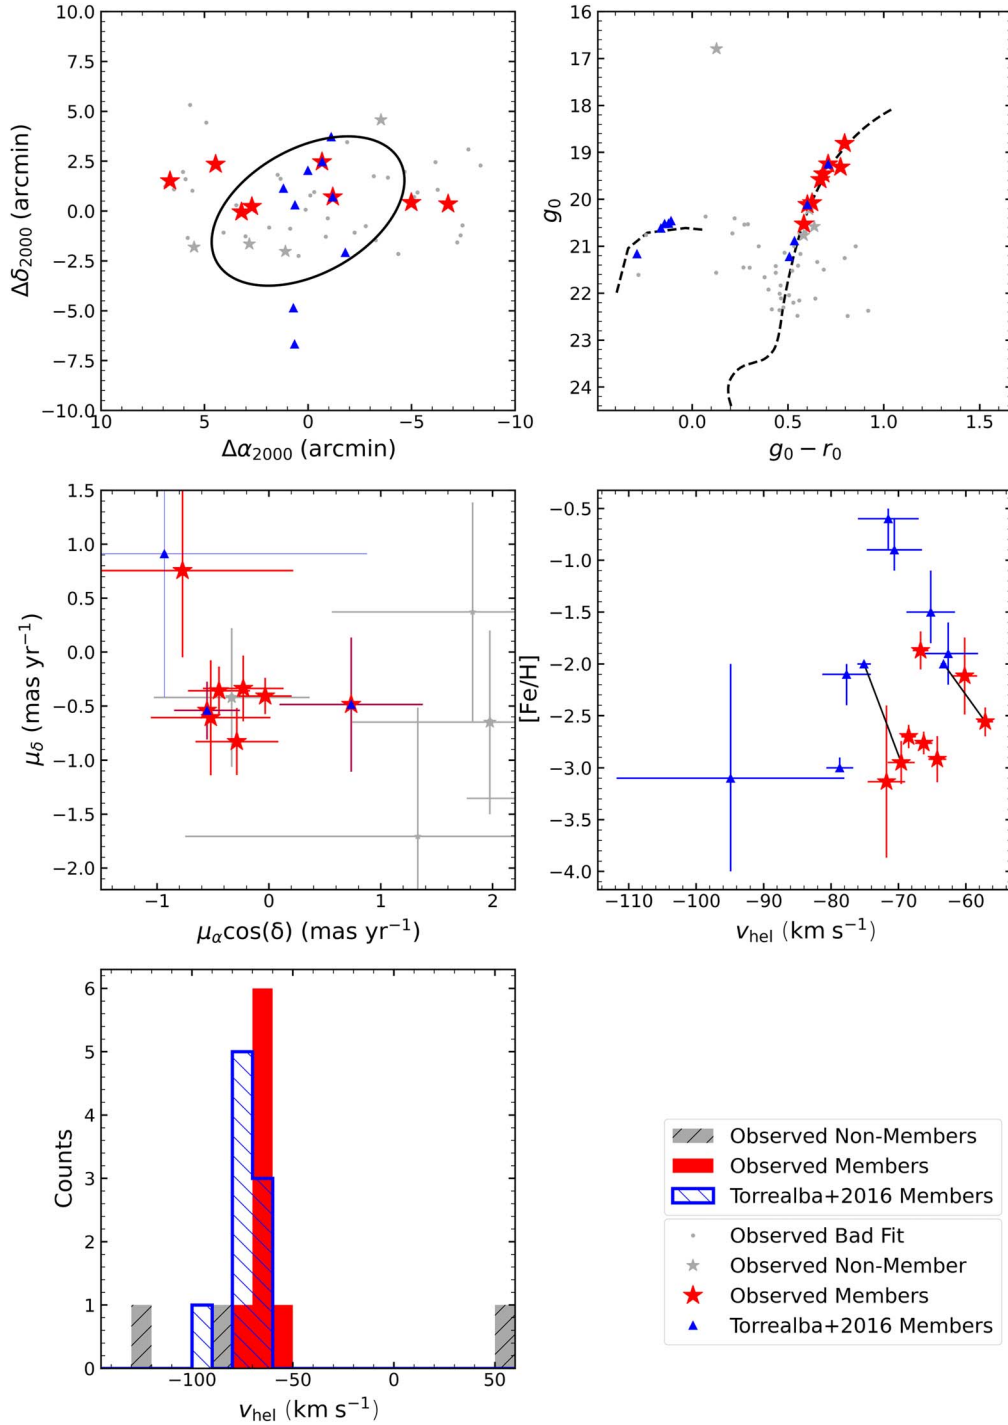 10.0
7.5
5.0
2.5
0.0
−2.5
−5.0
−7.5
−10.0
Δδ2000 (arcmin)
10 5 0 −5 −10
Δα2000 (arcmin)
16
17
18
19
20
21
22
23
24
g0
0.0 0.5 1.0 1.5
g0 − r0
1.5
1.0
0.5
0.0
−0.5
−1.0
−1.5
−2.0
μδ (mas yr−1)
−1 0 1 2
μαcos(δ) (mas yr−1)
−0.5
−1.0
−1.5
−2.0
−2.5
−3.0
−3.5
−4.0
[Fe/H]
−110 −100 −90 −80 −70 −60
vhel (km s−1)
6
5
4
3
2
1
0
Counts
−100 −50 0 50
vhel (km s−1)
Observed Non-Members
Observed Members
Torrealba+2016 Members
Observed Bad Fit
Observed Non-Member
Observed Members
Torrealba+2016 Members